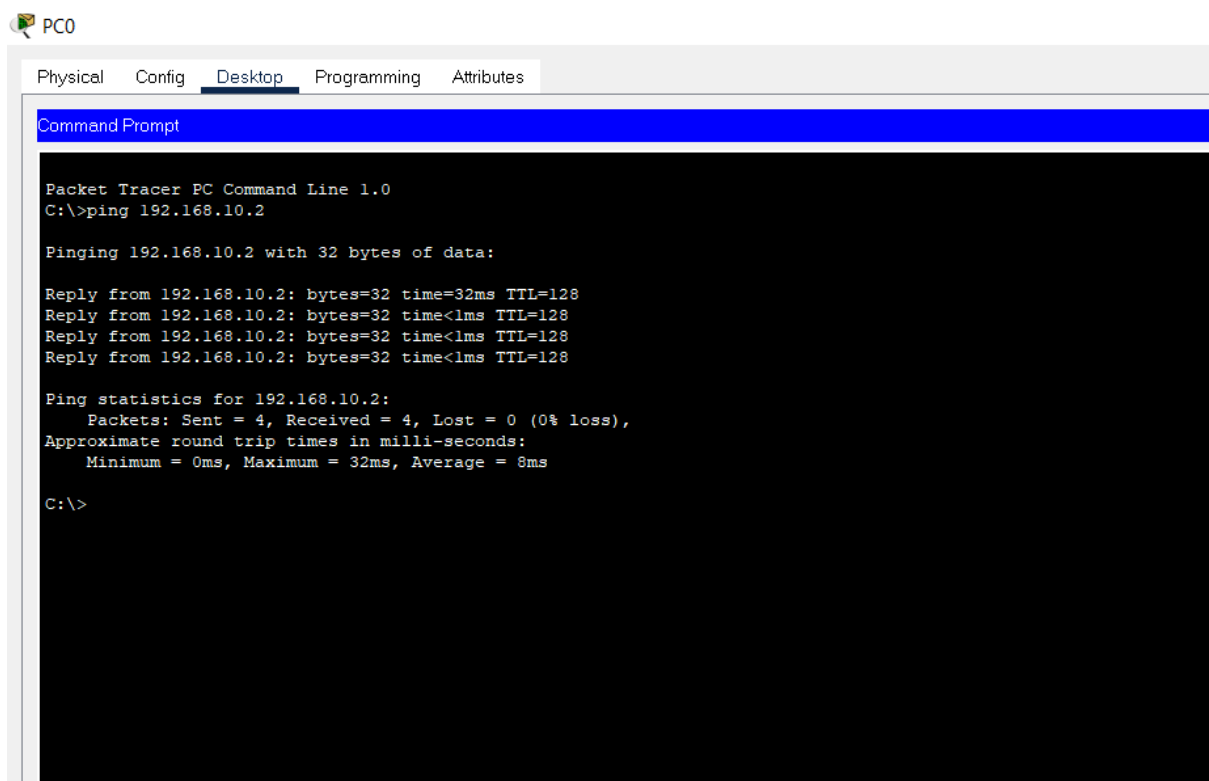 PC0
Physical Config Desktop Programming Attributes
Command Prompt
Packet Tracer PC Command Line 1.0
C:\>ping 192.168.10.2
Pinging 192.168.10.2 with 32 bytes of data:
Reply from 192.168.10.2: bytes=32 time=32ms TTL=128
Reply from 192.168.10.2: bytes=32 time<1ms TTL=128
Reply from 192.168.10.2: bytes=32 time<1ms TTL=128
Reply from 192.168.10.2: bytes=32 time<1ms TTL=128
Ping statistics for 192.168.10.2:
Packets: Sent = 4, Received = 4, Lost = 0 (0% loss),
Approximate round trip times in milli-seconds:
Minimum = 0ms, Maximum = 32ms, Average = 8ms
C:\>